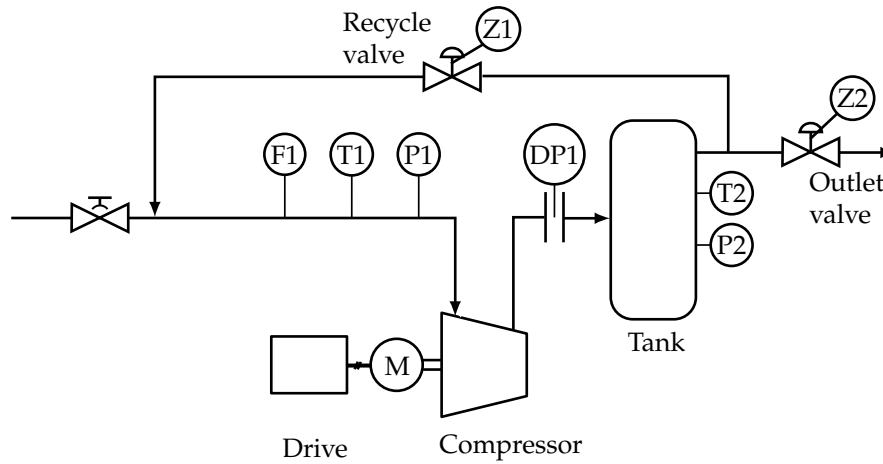 Recycle
valve
Z1
Z2
F1
T1
P1
DP1
Outlet
valve
T2
P2
Tank
M
Drive
Compressor